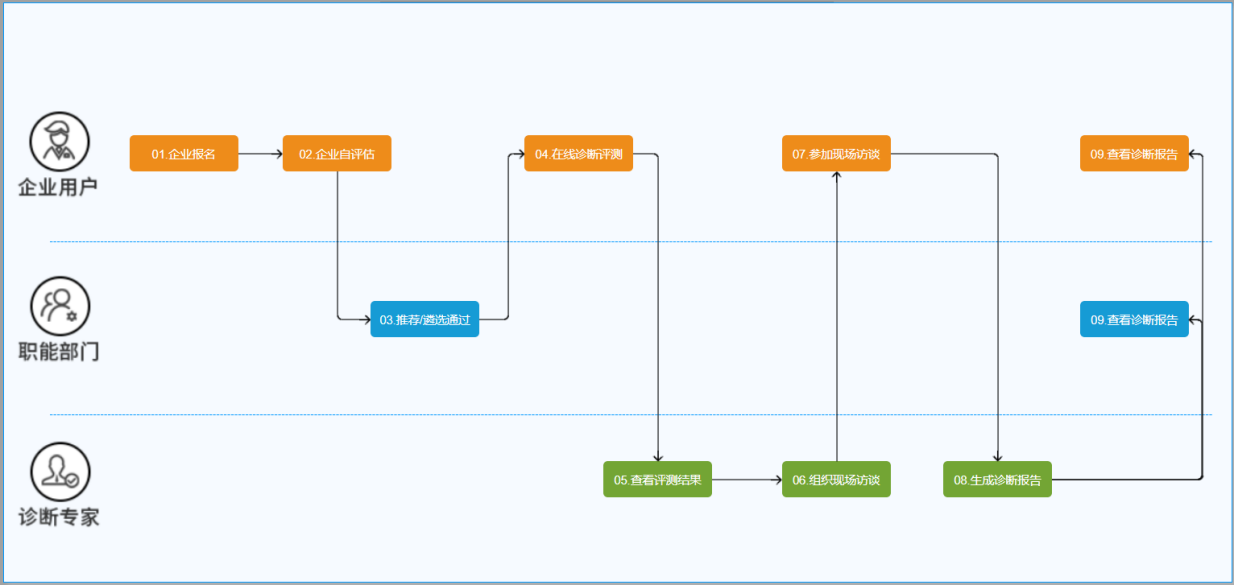 01.企业报名
02.企业自评估
04.在线诊断评测
07.参加现场访谈
09.查看诊断报告
企业用户
03.推荐/遴选通过
09.查看诊断报告
职能部门
05.查看评测结果
06.组织现场访谈
08.生成诊断报告
诊断专家